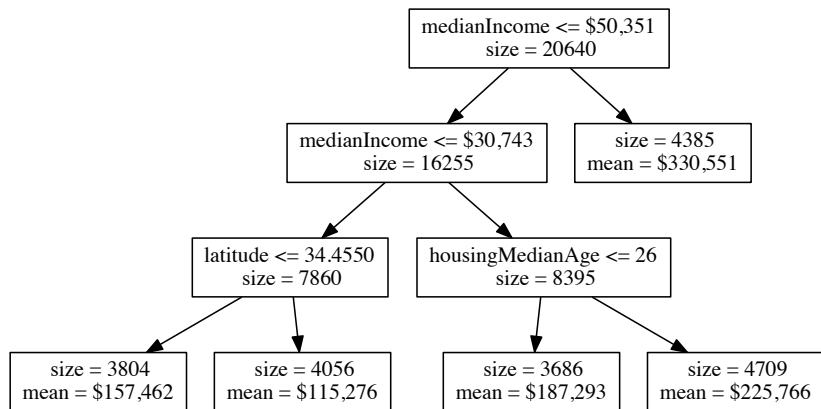 medianIncome <= $50,351
size = 20640
medianIncome <= $30,743
size = 16255
size = 4385
mean = $330,551
latitude <= 34.4550
size = 7860
housingMedianAge <= 26
size = 8395
size = 3804
mean = $157,462
size = 4056
mean = $115,276
size = 3686
mean = $187,293
size = 4709
mean = $225,766